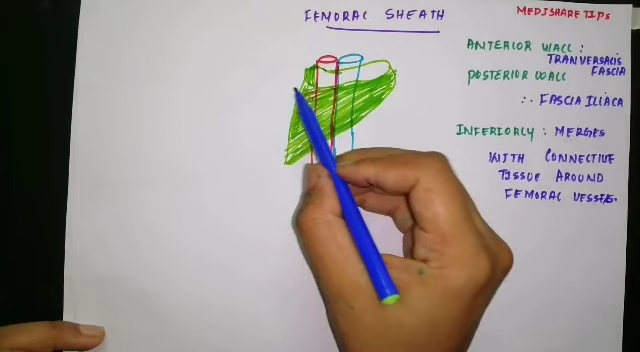 FEMORAL SHEATH
MEDISHARE TIPS
ANTERIOR WALL :
TRANVERSALIS
FASCIA
POSTERIOR WALL
∴ FASCIA ILIACA
INFERIORLY : MERGES
WITH CONNECTIVE
TISSUE AROUND
FEMORAL VESSELS.